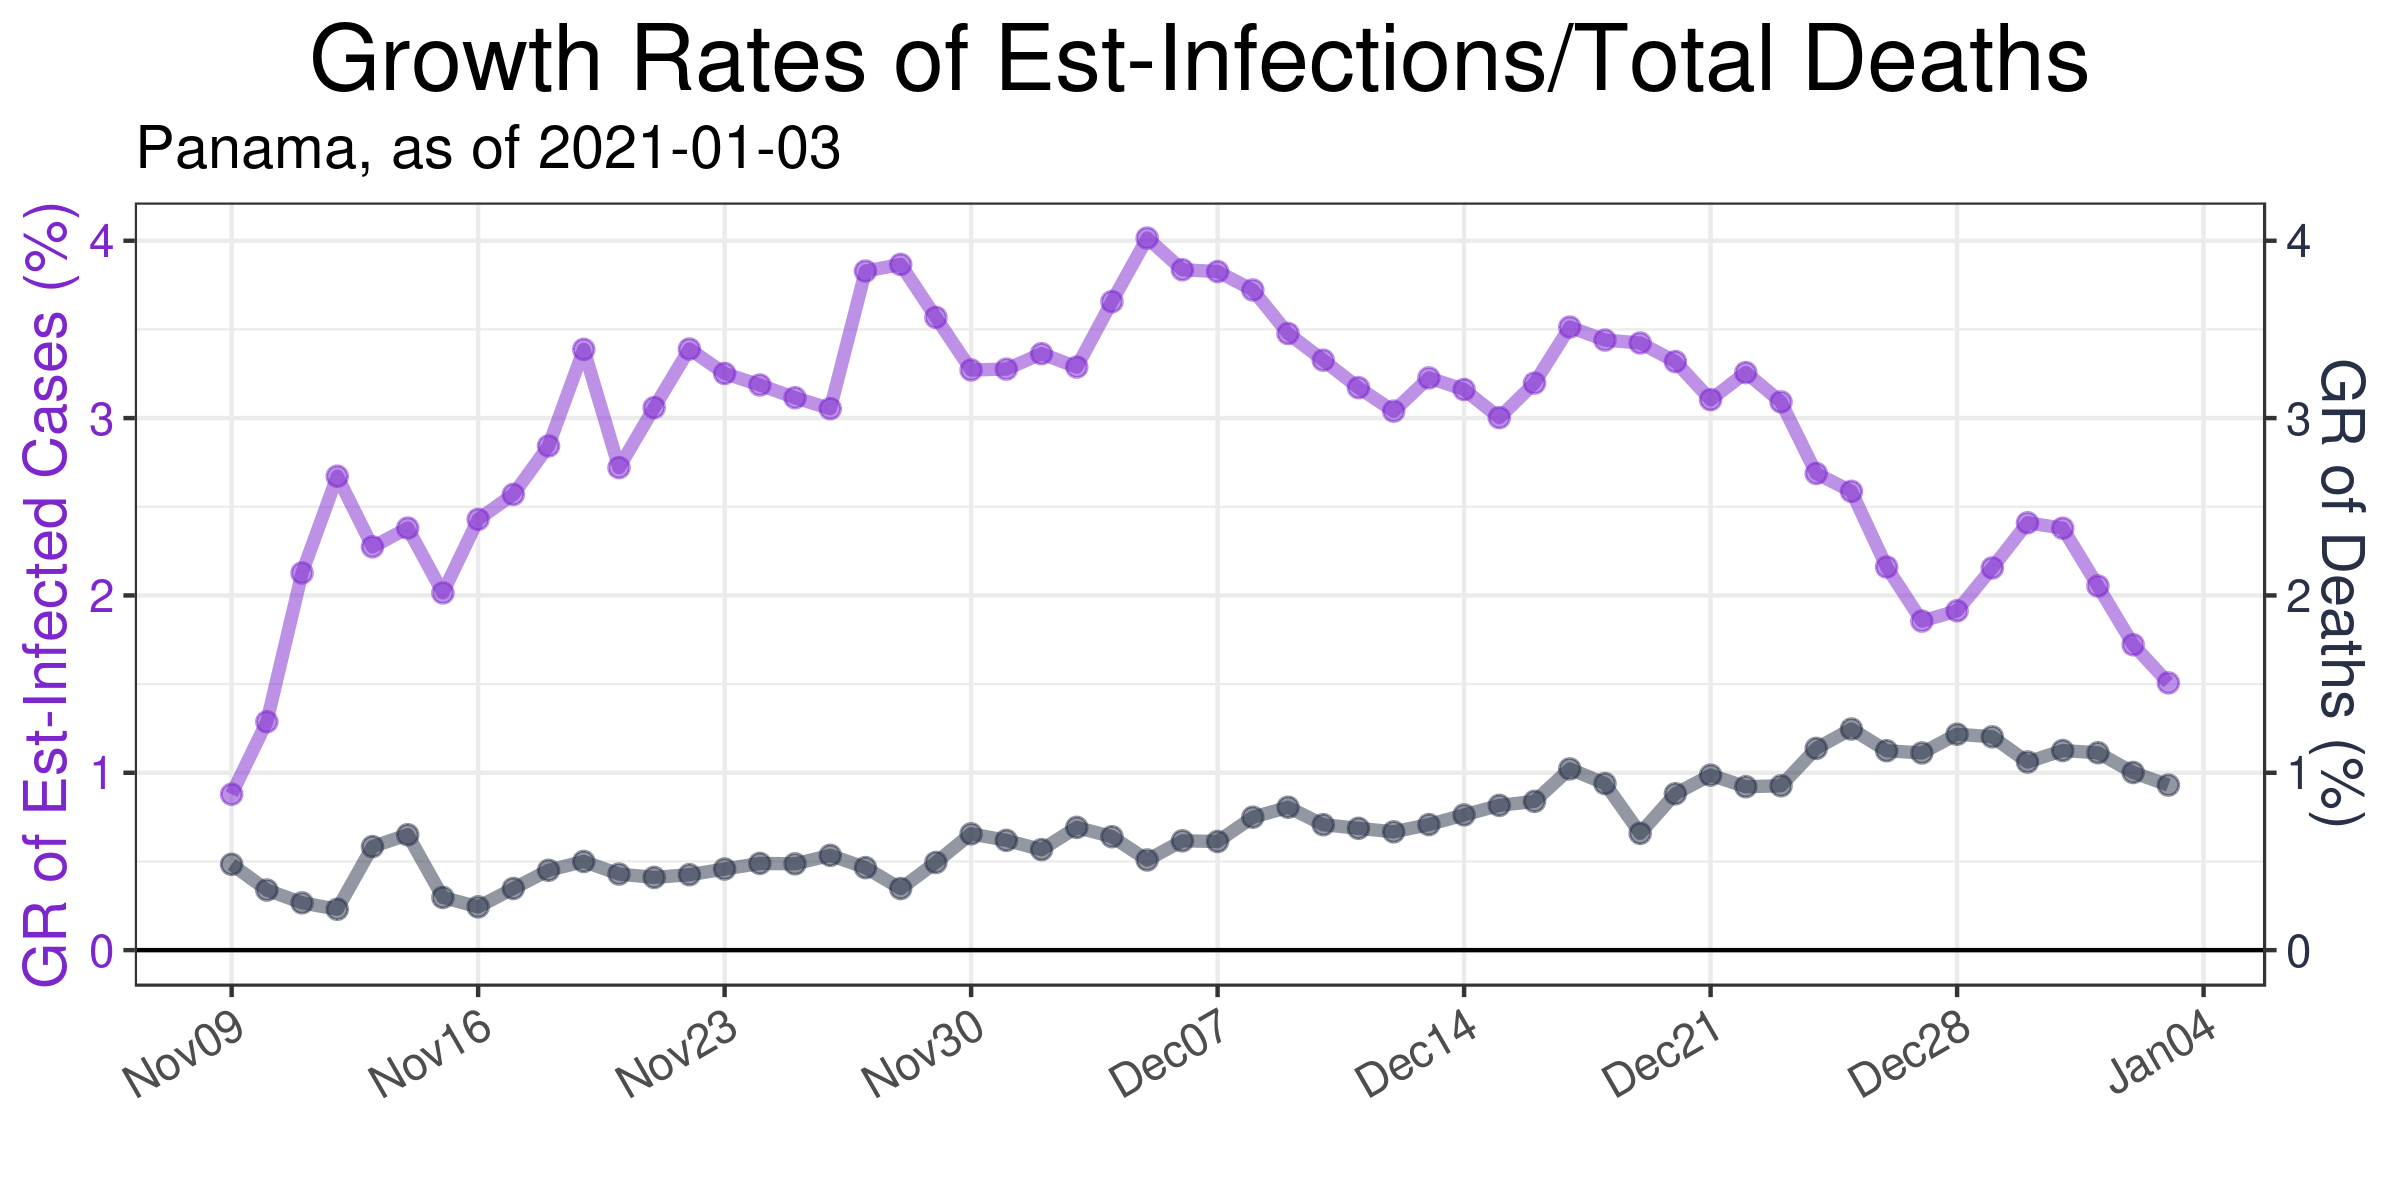 Growth Rates of Est-Infections/Total Deaths
Panama, as of 2021-01-03
GR of Est-Infected Cases (%)
4
3
2
1
0
4
3
2
1
0
GR of Deaths (%)
Nov09
Nov16
Nov23
Nov30
Dec07
Dec14
Dec21
Dec28
Jan04